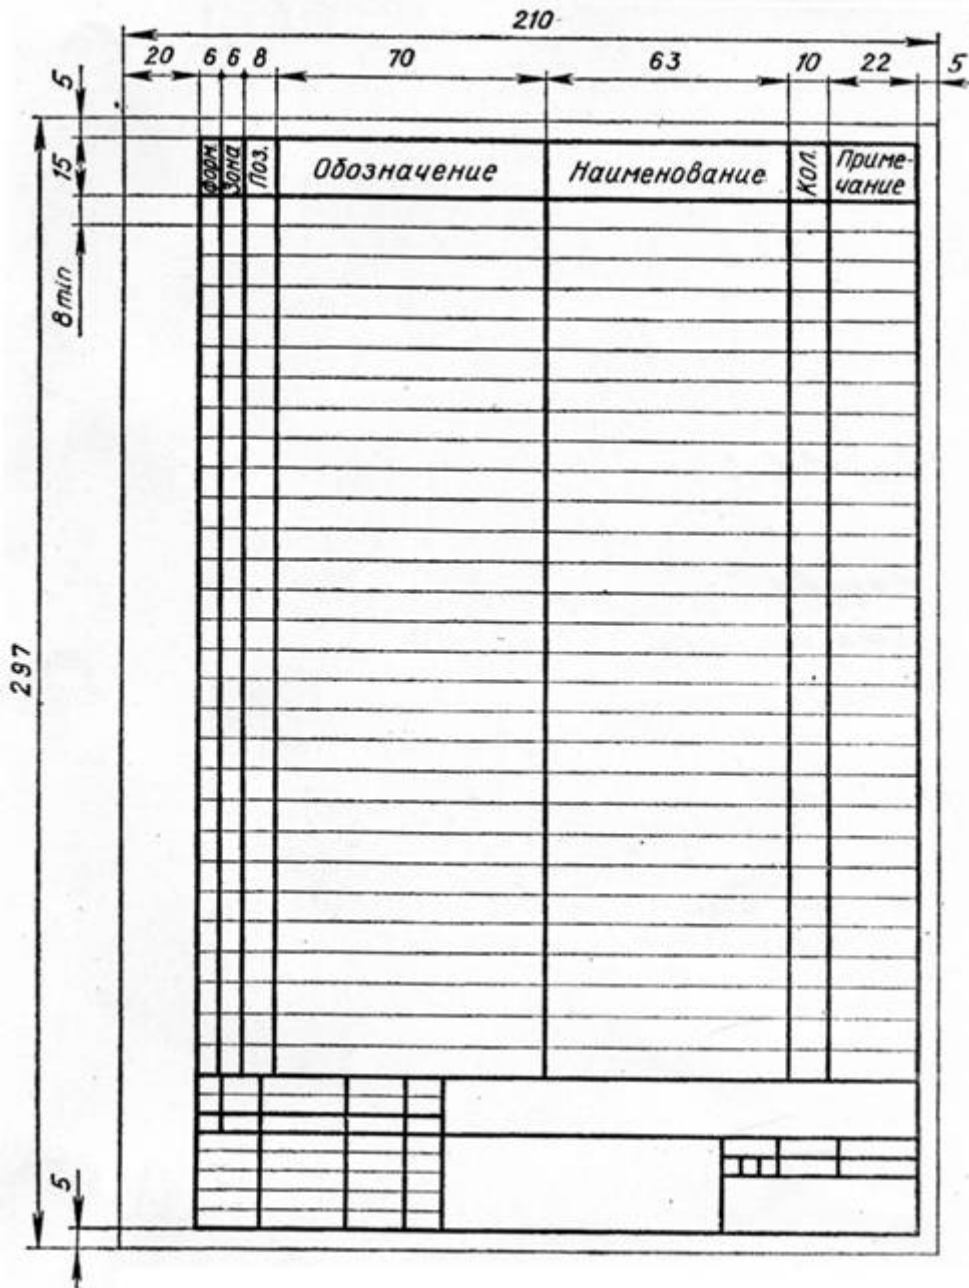 210
20 6 6 8 70 63 10 22 5
5
15
Форм.
Зона
Поз.
Обозначение
Наименование
Кол.
Приме-
чание
8 min
297
5